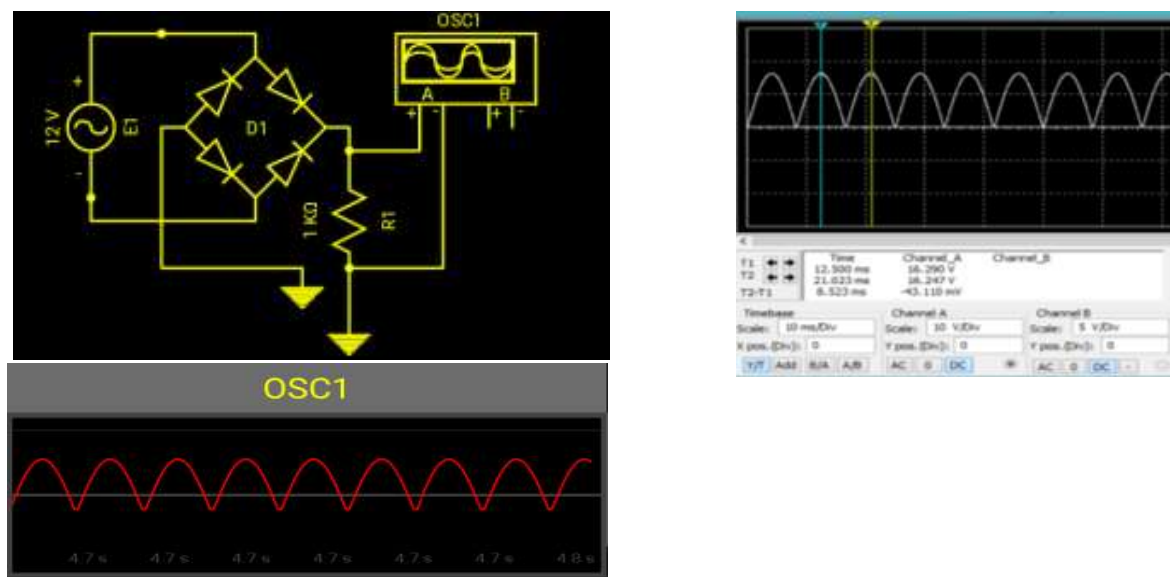 OSC1
A B
+ - + -
+
12 V
E1
D1
-
1 KΩ
R1
OSC1
4.7 s 4.7 s 4.7 s 4.7 s 4.7 s 4.7 s 4.8 s
Time Channel_A Channel_B
T1 12.500 ms 16.290 V
T2 21.023 ms 16.247 V
T2-T1 8.523 ms -43.110 mV
Timebase Channel A Channel B
Scale: 10 ms/Div Scale: 10 V/Div Scale: 5 V/Div
X pos.(Div): 0 Y pos.(Div): 0 Y pos.(Div): 0
Y/T Add B/A A/B AC 0 DC AC 0 DC -